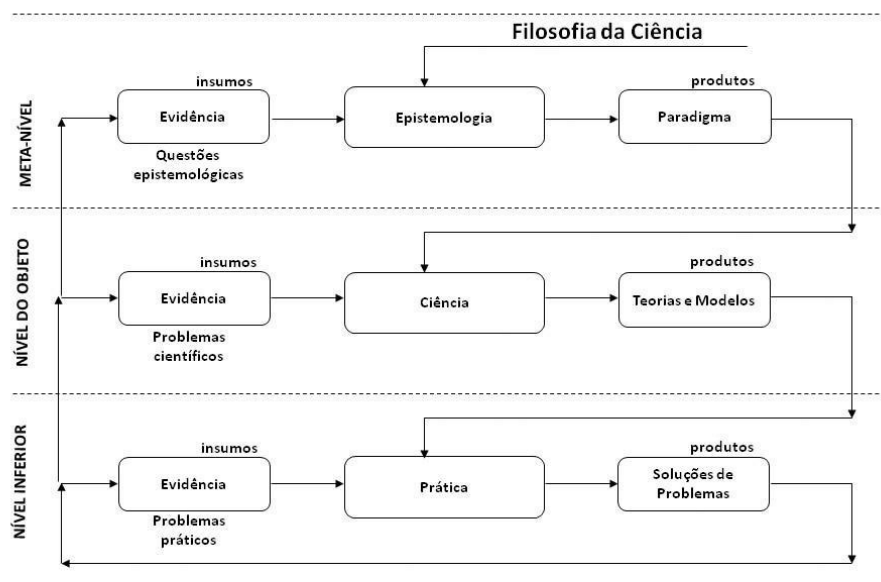 Filosofia da Ciência
META-NÍVEL
insumos
Evidência
Questões
epistemológicas
Epistemologia
produtos
Paradigma
NÍVEL DO OBJETO
insumos
Evidência
Problemas
científicos
Ciência
produtos
Teorias e Modelos
NÍVEL INFERIOR
insumos
Evidência
Problemas
práticos
Prática
produtos
Soluções de
Problemas